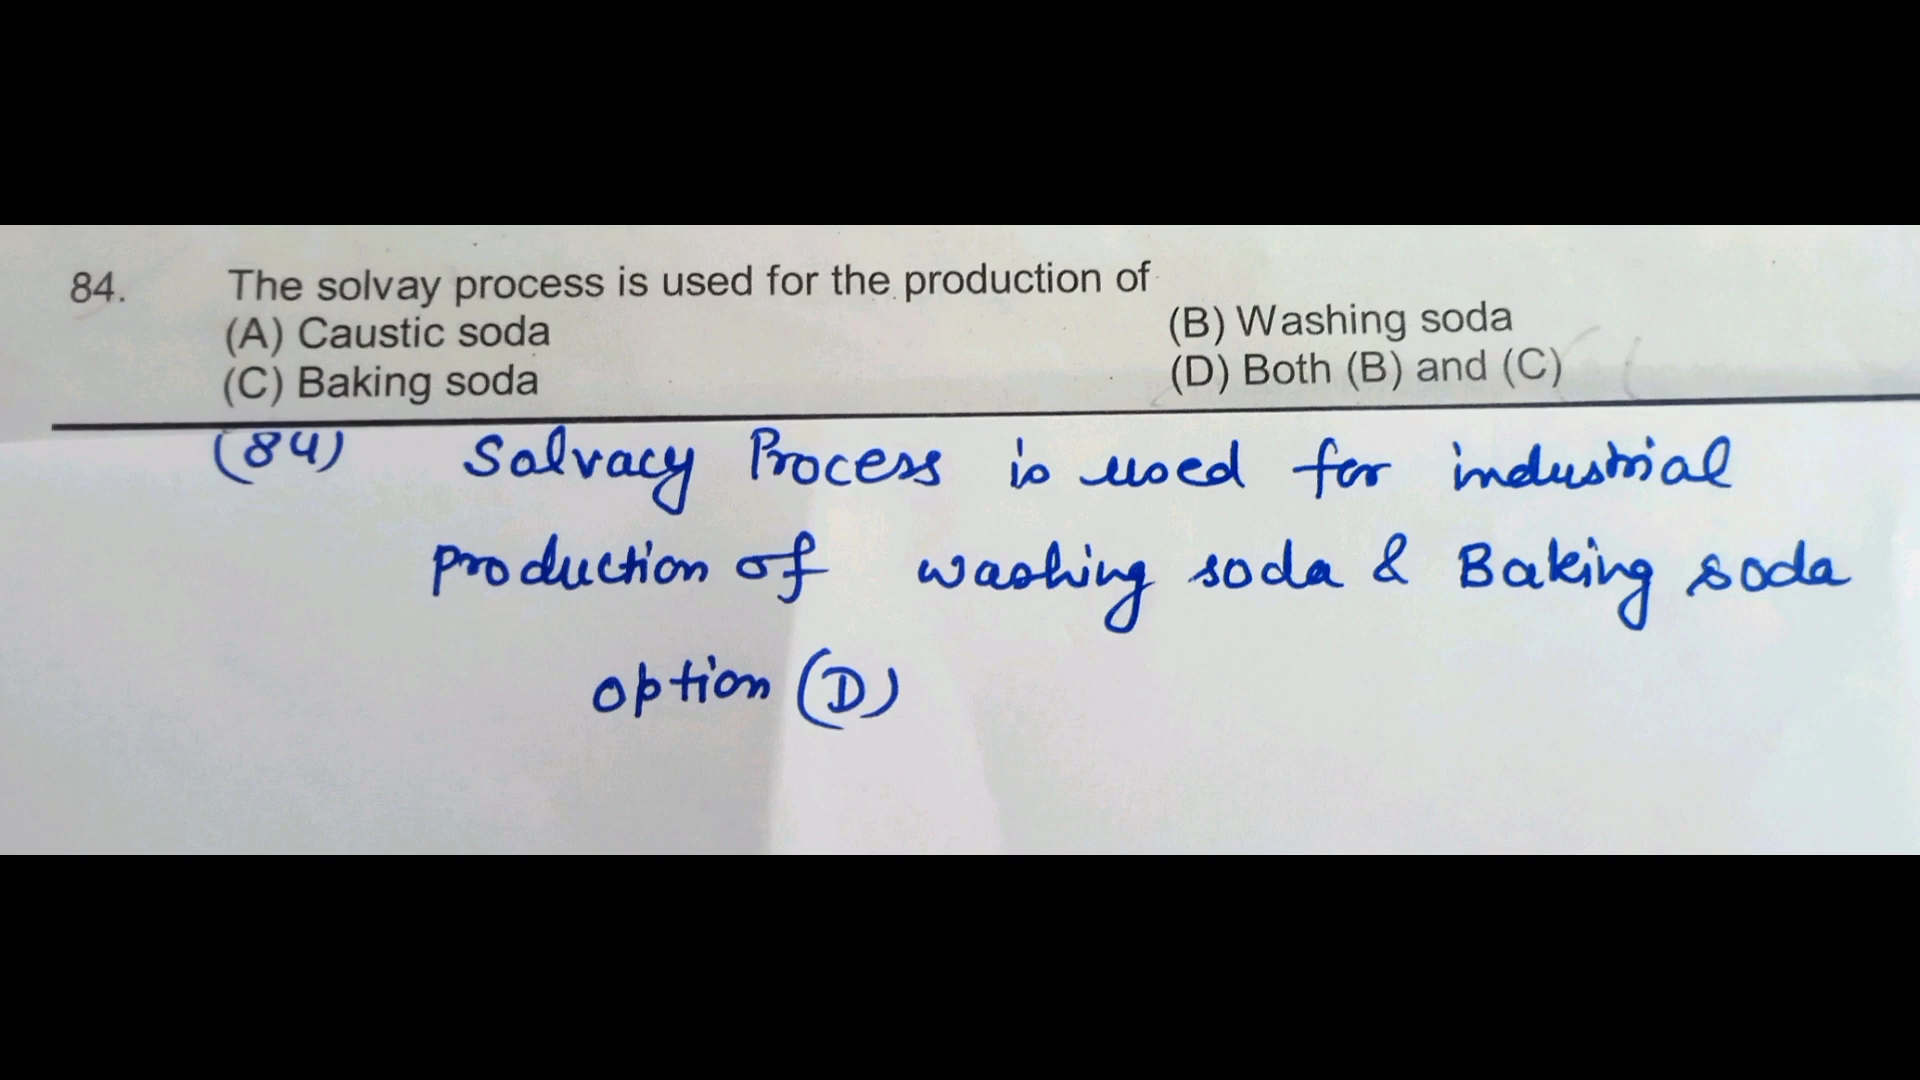 84. The solvay process is used for the production of
(A) Caustic soda (B) Washing soda
(C) Baking soda (D) Both (B) and (C)
(84) Solvacy Process is used for industrial
production of washing soda & Baking soda
option (D)